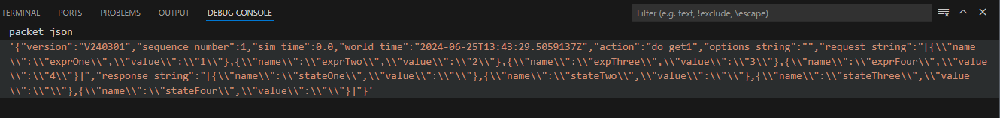 TERMINAL PORTS PROBLEMS OUTPUT DEBUG CONSOLE Filter (e.g. text, !exclude, \escape)
packet_json
'{"version":"V240301","sequence_number":1,"sim_time":0.0,"world_time":"2024-06-25T13:43:29.5059137Z","action":"do_get1","options_string":"","request_string":"[{\\"name
\\":\\"exprOne\\",\\"value\\":\\"1\\"},{\\"name\\":\\"exprTwo\\",\\"value\\":\\"2\\"},{\\"name\\":\\"expThree\\",\\"value\\":\\"3\\"},{\\"name\\":\\"exprFour\\",\\"value
\\":\\"4\\"}]","response_string":"[{\\"name\\":\\"stateOne\\",\\"value\\":\\"\\"},{\\"name\\":\\"stateTwo\\",\\"value\\":\\"\\"},{\\"name\\":\\"stateThree\\",\\"value
\\":\\"\\"},{\\"name\\":\\"stateFour\\",\\"value\\":\\"\\"}]"}'